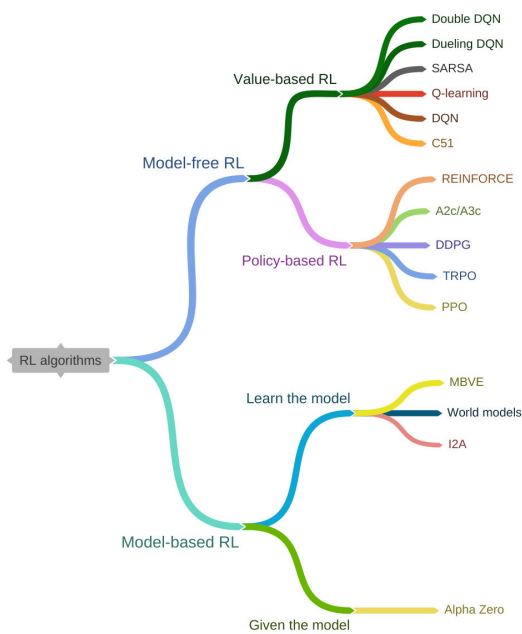 Double DQN
Dueling DQN
SARSA
Value-based RL
Q-learning
DQN
C51
Model-free RL
REINFORCE
A2c/A3c
DDPG
Policy-based RL
TRPO
PPO
RL algorithms
MBVE
Learn the model
World models
I2A
Model-based RL
Alpha Zero
Given the model